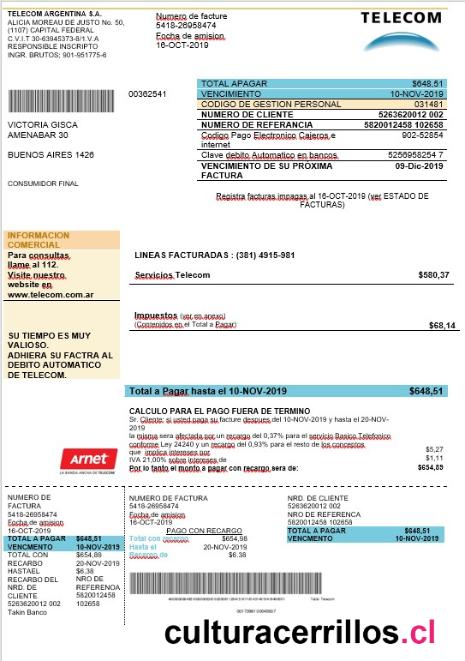 TELECOM ARGENTINA S.A.
ALICIA MOREAU DE JUSTO No. 50,
(1107) CAPITAL FEDERAL
C.V.I.T 30-63945373-8/1.V.A
RESPONSIBLE INSCRIPTO
INGR. BRUTOS; 901-951775-6
Numero de facture
5418-26958474
Focha de amision
16-OCT-2019
TELECOM
00362541
TOTAL APAGAR $648,51
VENCIMIENTO 10-NOV-2019
CODIGO DE GESTION PERSONAL 031481
NUMERO DE CLIENTE 5263620012 002
NUMERO DE REFERANCIA 5820012458 102658
Codigo Pago Electronico Cajeros e
internet 902-52854
Clave debito Automatico en bancos. 5256958254 7
VENCIMIENTO DE SU PROXIMA
FACTURA 09-Dic-2019
VICTORIA GISCA
AMENABAR 30
BUENOS AIRES 1426
CONSUMIDOR FINAL
Registra facturas impagas al 16-OCT-2019 (ver ESTADO DE
FACTURAS)
INFORMACION
COMERCIAL
Para consultas
llame al 112.
Visite nuestro
website en
www.telecom.com.ar
LINEAS FACTURADAS : (381) 4915-981
Servicios Telecom $580,37
Impuestos (ver en anexo)
(Contenidos en el Total a Pagar) $68,14
SU TIEMPO ES MUY
VALIOSO.
ADHIERA SU FACTRA AL
DEBITO AUTOMATICO
DE TELECOM.
Total a Pagar hasta el 10-NOV-2019 $648,51
CALCULO PARA EL PAGO FUERA DE TERMINO
Sr. Cliente: si usted paga su facture despues del 10-NOV-2019 y hasta el 20-NOV-
2019
la misma sera afectada por un recargo del 0,37% para el servicio Basico Telefonico
conforme Ley 24240 y un recargo del 0,93% para el resto de los conceptos
que implica intereses por $5,27
IVA 21,00% sobre intereses de $1,11
Por lo tanto el monto a pagar con recargo sera de: $654,89
arnet
LA BANDA ANCHA DE TELECOM
NUMERO DE
FACTURA
5418-26958474
Focha de amision
16-OCT-2019
TOTAL A PAGAR $648,51
VENCMENTO 10-NOV-2019
TOTAL CON $654,89
RECARBO 20-NOV-2019
HASTAEL $6.38
RECARBO DEL NRO DE
NRD. DE REFERENCA
CLIENTE 5820012458
5263620012 002 102658
Takin Banco
NUMERO DE FACTURA
5418-26958474
Focha de amision
16-OCT-2019
PAGO CON RECARGO
Total con recargo $654,98
Hasta el 20-NOV-2019
Recargo de $6.38
NRD. DE CLIENTE
5263620012 002
NRO DE REFERENCIA
5820012458 102658
TOTAL A PAGAR $648,51
VENCMIENTO 10-NOV-2019
culturacerrillos.cl